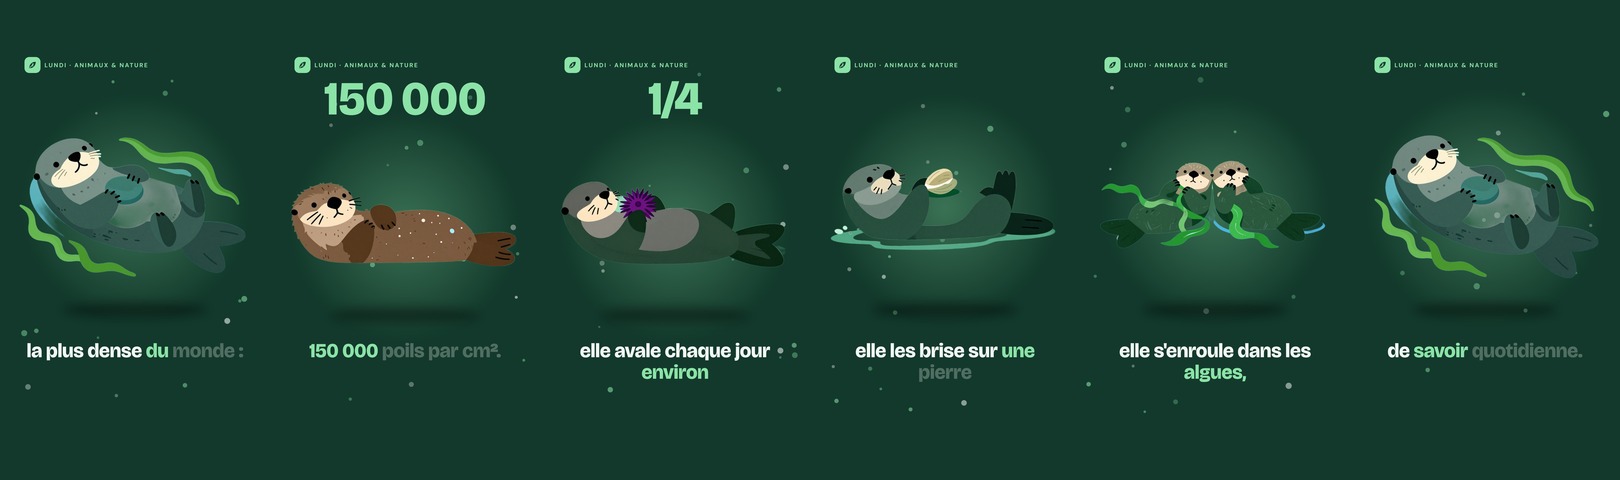 LUNDI · ANIMAUX & NATURE
la plus dense du monde :
LUNDI · ANIMAUX & NATURE
150 000
150 000 poils par cm².
LUNDI · ANIMAUX & NATURE
1/4
elle avale chaque jour
environ
LUNDI · ANIMAUX & NATURE
elle les brise sur une
pierre
LUNDI · ANIMAUX & NATURE
elle s'enroule dans les
algues,
LUNDI · ANIMAUX & NATURE
de savoir quotidienne.